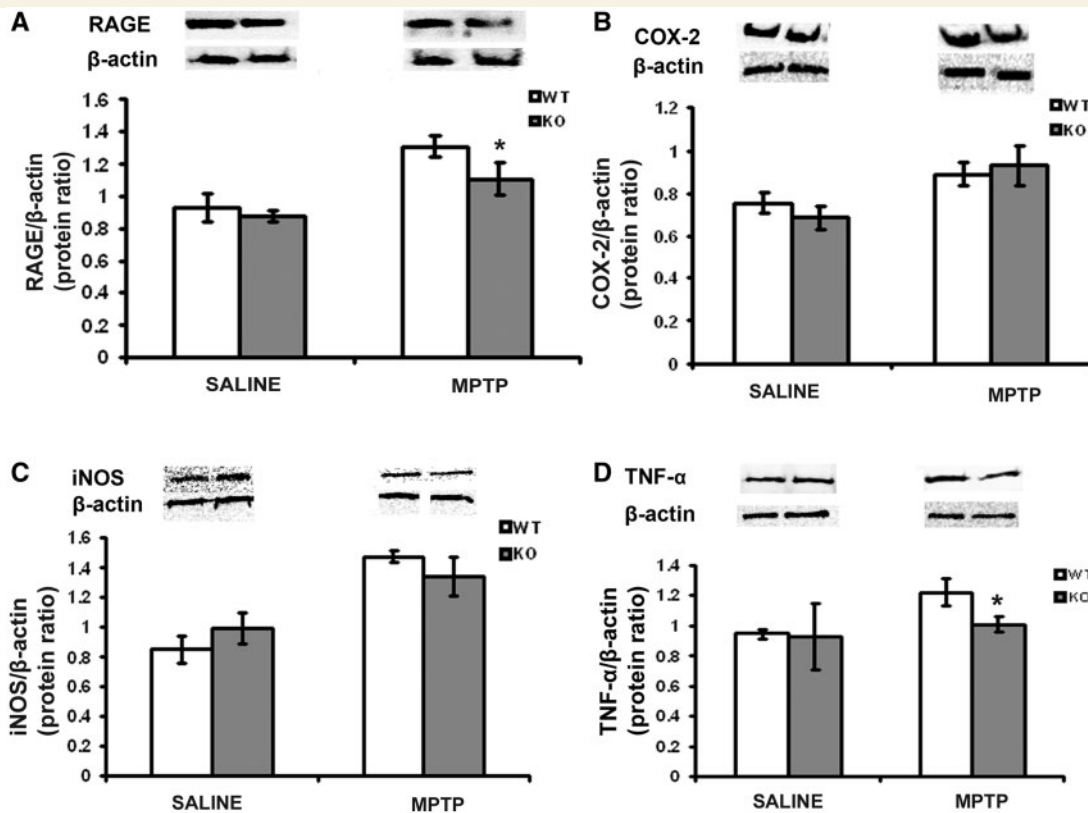 A
RAGE
β-actin
WT
KO
1.6
1.4
1.2
1
0.8
0.6
0.4
0.2
0
*
RAGE/β-actin
(protein ratio)
SALINE MPTP
B
COX-2
β-actin
WT
KO
1.2
1
0.8
0.6
0.4
0.2
0
COX-2/β-actin
(protein ratio)
SALINE MPTP
C
iNOS
β-actin
WT
KO
1.6
1.4
1.2
1
0.8
0.6
0.4
0.2
0
iNOS/β-actin
(protein ratio)
SALINE MPTP
D
TNF-α
β-actin
WT
KO
1.4
1.2
1
0.8
0.6
0.4
0.2
0
*
TNF-α/β-actin
(protein ratio)
SALINE MPTP